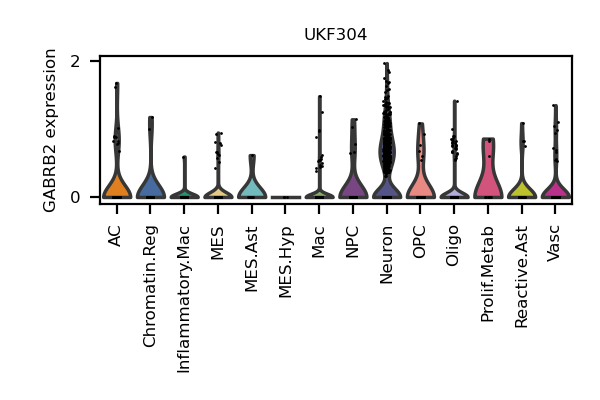 UKF304
GABRB2 expression
2
0
AC
Chromatin.Reg
Inflammatory.Mac
MES
MES.Ast
MES.Hyp
Mac
NPC
Neuron
OPC
Oligo
Prolif.Metab
Reactive.Ast
Vasc